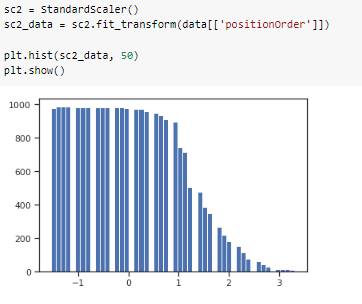 sc2 = StandardScaler()
sc2_data = sc2.fit_transform(data[['positionOrder']])
plt.hist(sc2_data, 50)
plt.show()
1000
800
600
400
200
0
−1 0 1 2 3